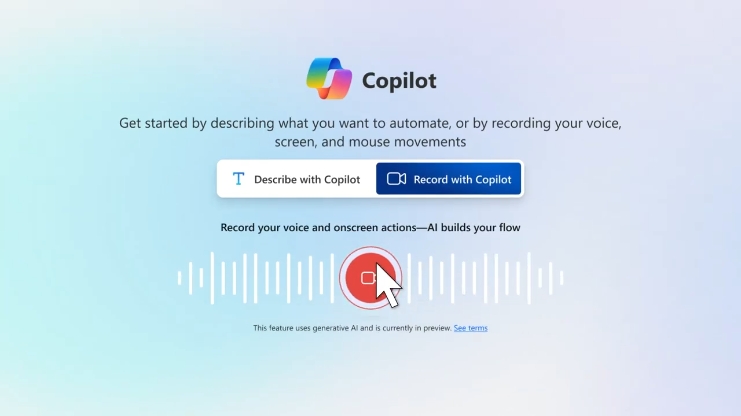 Copilot
Get started by describing what you want to automate, or by recording your voice,
screen, and mouse movements
Describe with Copilot
Record with Copilot
Record your voice and onscreen actions—AI builds your flow
This feature uses generative AI and is currently in preview. See terms